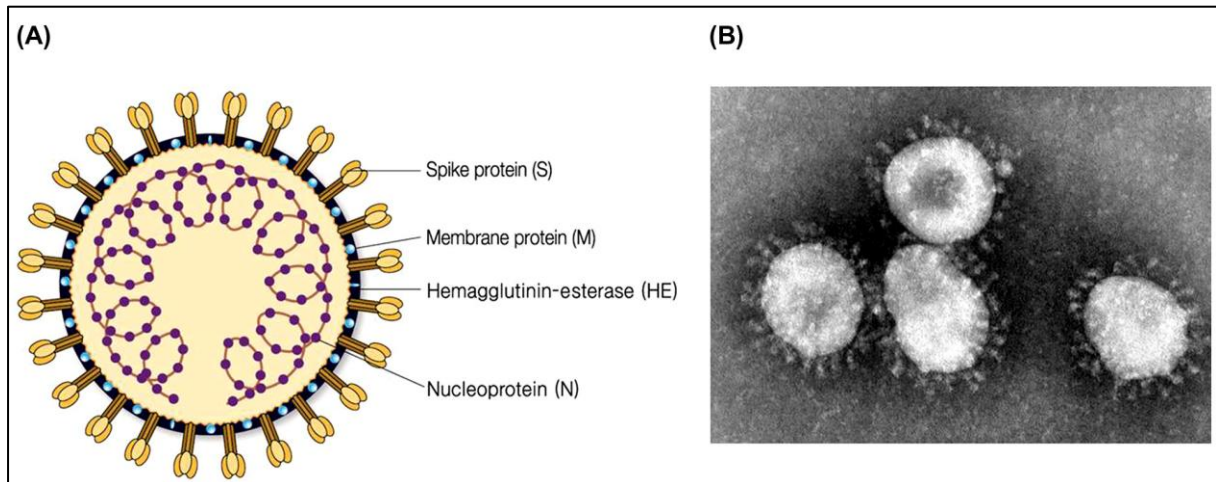 (A)
(B)
Spike protein (S)
Membrane protein (M)
Hemagglutinin-esterase (HE)
Nucleoprotein (N)